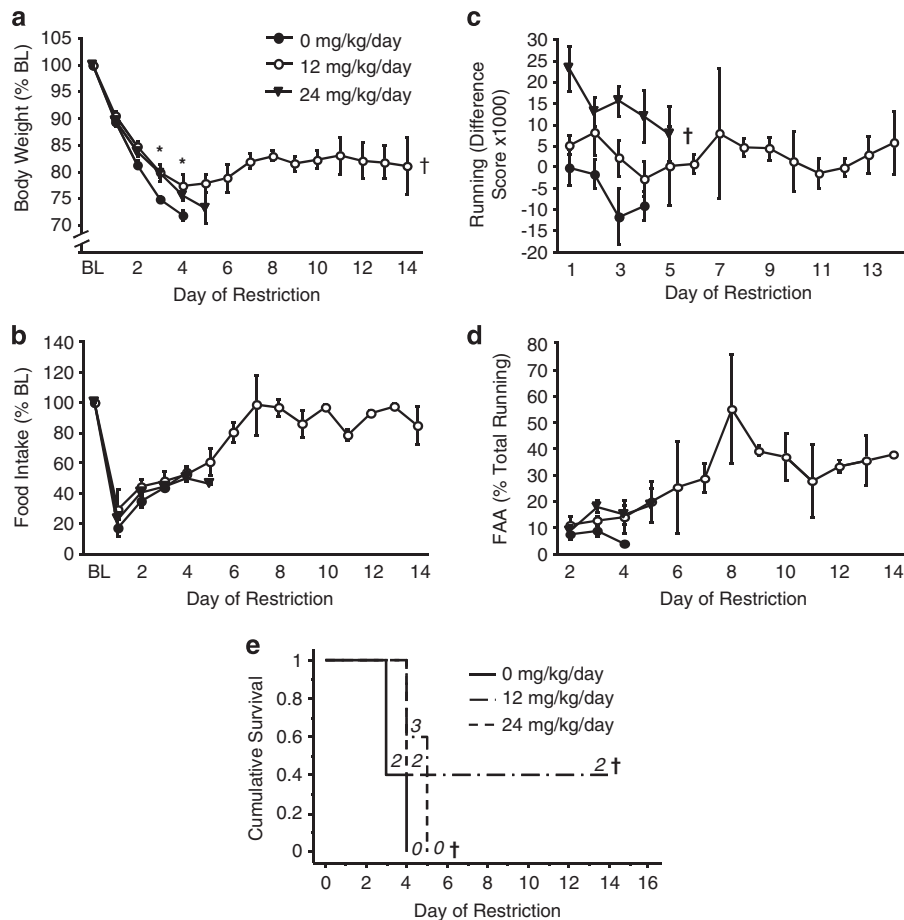 a
105
100
95
90
85
80
75
70
Body Weight (% BL)
0 mg/kg/day
12 mg/kg/day
24 mg/kg/day
* *
†
BL 2 4 6 8 10 12 14
Day of Restriction
c
30
25
20
15
10
5
0
-5
-10
-15
-20
Running (Difference
Score x1000)
†
1 3 5 7 9 11 13
Day of Restriction
b
140
120
100
80
60
40
20
0
Food Intake (% BL)
BL 2 4 6 8 10 12 14
Day of Restriction
d
80
70
60
50
40
30
20
10
0
FAA (% Total Running)
2 4 6 8 10 12 14
Day of Restriction
e
1
0.8
0.6
0.4
0.2
0
Cumulative Survival
0 mg/kg/day
12 mg/kg/day
24 mg/kg/day
3
2 2
2 †
0 0 †
0 2 4 6 8 10 12 14 16
Day of Restriction